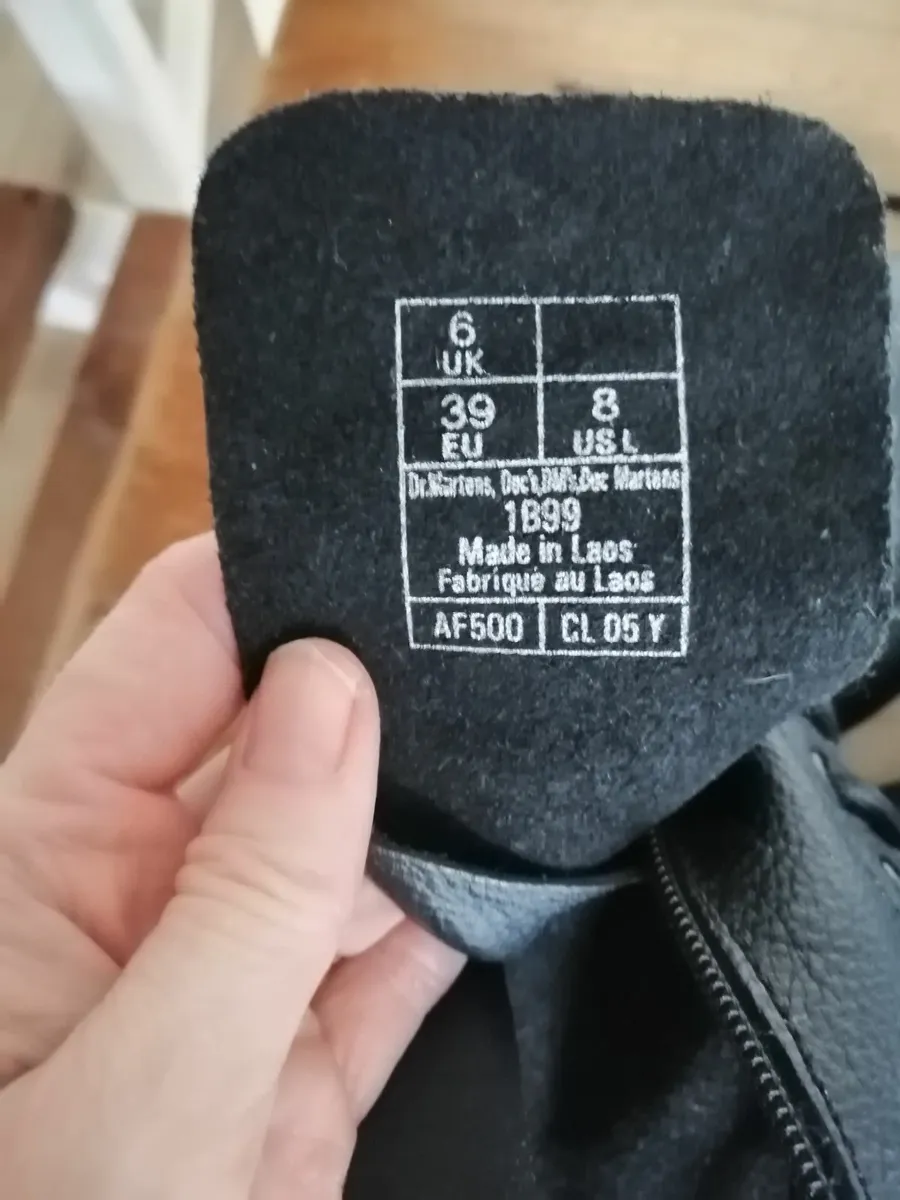 6
UK
39 8
EU US L
Dr.Martens, Doc's,DM's,Doc Martens
1B99
Made in Laos
Fabriqué au Laos
AF500 CL 05 Y